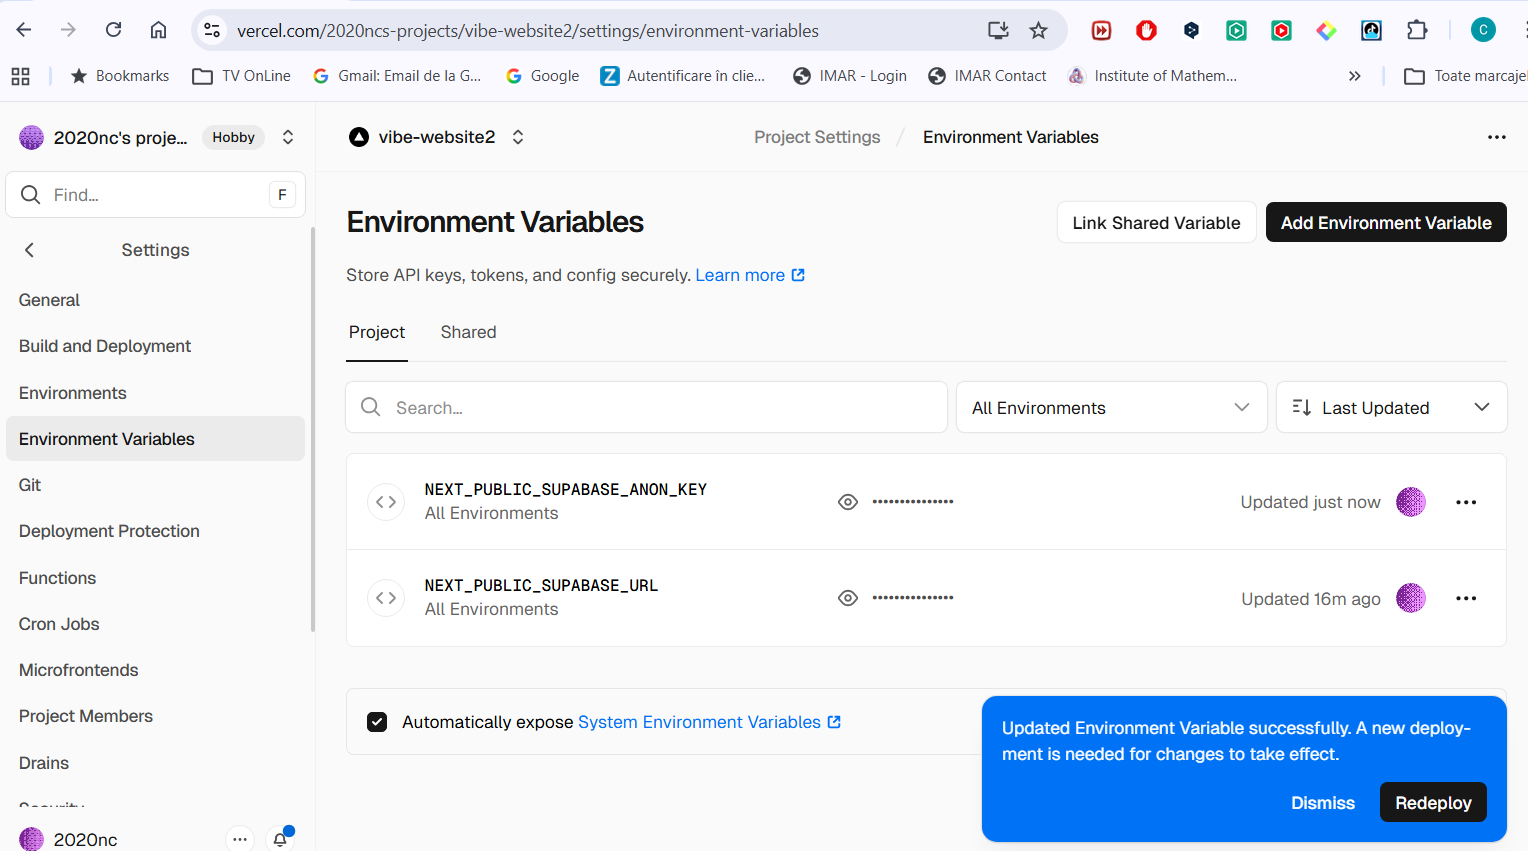 vercel.com/2020ncs-projects/vibe-website2/settings/environment-variables
C
Bookmarks
TV OnLine
Gmail: Email de la G...
Google
Z
Autentificare în clie...
IMAR - Login
IMAR Contact
Institute of Mathem...
Toate marcajel
2020nc's proje...
Hobby
vibe-website2
Project Settings / Environment Variables
Find...
F
Settings
General
Build and Deployment
Environments
Environment Variables
Git
Deployment Protection
Functions
Cron Jobs
Microfrontends
Project Members
Drains
Security
2020nc
Environment Variables
Link Shared Variable
Add Environment Variable
Store API keys, tokens, and config securely. Learn more
Project
Shared
Search...
All Environments
Last Updated
NEXT_PUBLIC_SUPABASE_ANON_KEY
All Environments
•••••••••••••••
Updated just now
NEXT_PUBLIC_SUPABASE_URL
All Environments
•••••••••••••••
Updated 16m ago
Automatically expose System Environment Variables
Updated Environment Variable successfully. A new deploy-
ment is needed for changes to take effect.
Dismiss
Redeploy